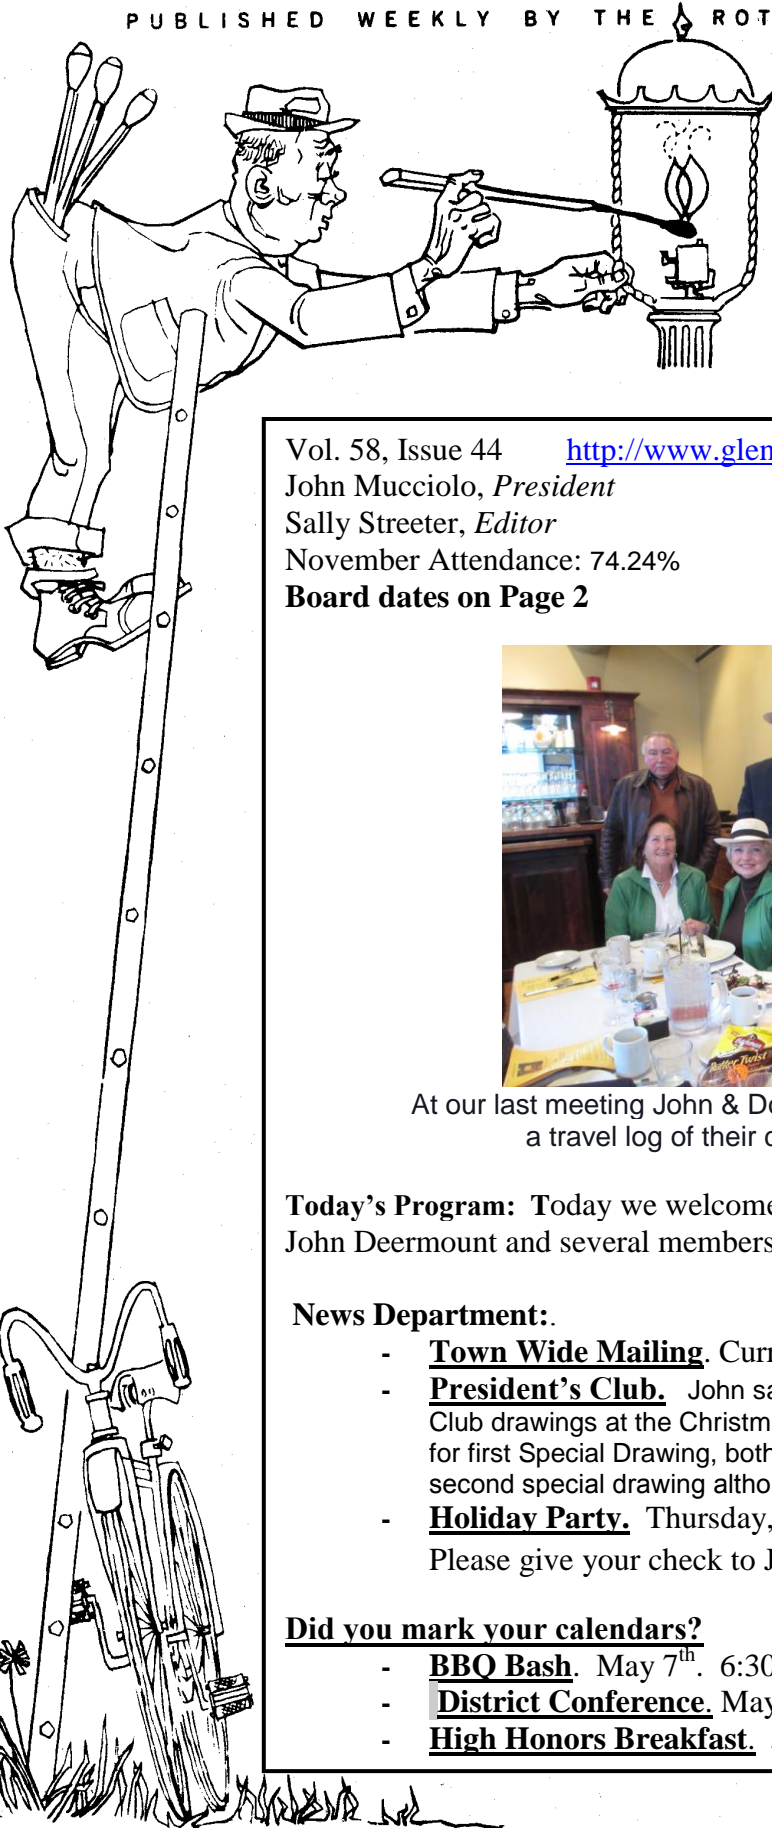 PUBLISHED WEEKLY BY THE ROT
Vol. 58, Issue 44 http://www.glen
John Mucciolo, President
Sally Streeter, Editor
November Attendance: 74.24%
Board dates on Page 2
Butter Twist
At our last meeting John & Do
a travel log of their
Today's Program: Today we welcome
John Deermount and several members
News Department:.
- Town Wide Mailing. Curr
- President's Club. John sa
Club drawings at the Christm
for first Special Drawing, both
second special drawing altho
- Holiday Party. Thursday,
Please give your check to J
Did you mark your calendars?
- BBQ Bash. May 7th. 6:30
- District Conference. May
- High Honors Breakfast.